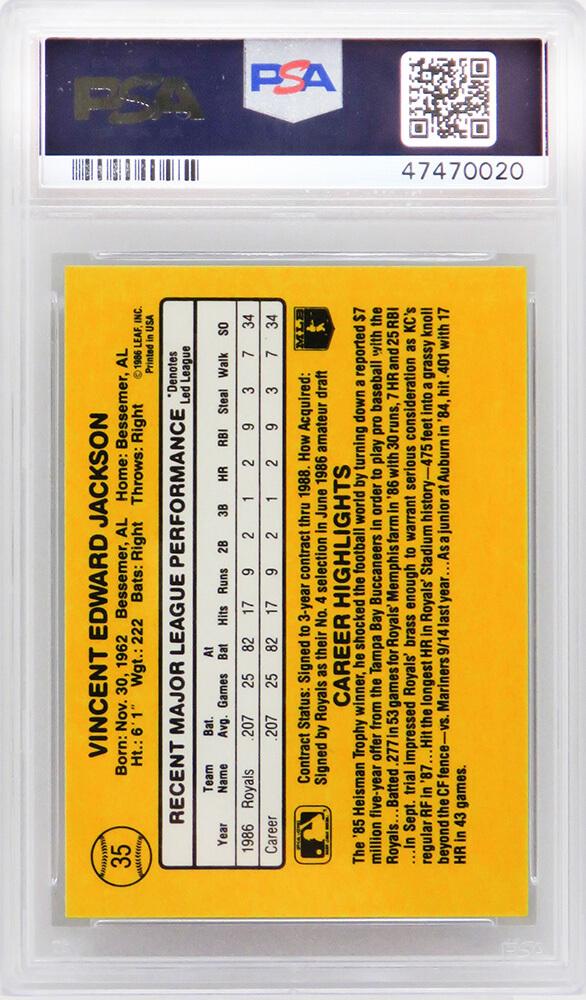 PSA
PSA
47470020
35
VINCENT EDWARD JACKSON
Born: Nov. 30, 1962 Bessemer, AL Home: Bessemer, AL
Ht.: 6'1" Wgt.: 222 Bats: Right Throws: Right
© 1986 LEAF, INC.
Printed in USA
RECENT MAJOR LEAGUE PERFORMANCE
*Denotes
Led League
Year Team Name Bat. Avg. Games At Bat Hits Runs 2B 3B HR RBI Steal Walk SO
1986 Royals .207 25 82 17 9 2 1 2 9 3 7 34
Career .207 25 82 17 9 2 1 2 9 3 7 34
Contract Status: Signed to 3-year contract thru 1988. How Acquired:
Signed by Royals as their No. 4 selection in June 1986 amateur draft
MLB
CAREER HIGHLIGHTS
The '85 Heisman Trophy winner, he shocked the football world by turning down a reported $7
million five-year offer from the Tampa Bay Buccaneers in order to play pro baseball with the
Royals...Batted .277 in 53 games for Royals' Memphis farm in '86 with 30 runs, 7 HR and 25 RBI
...In Sept. trial impressed Royals' brass enough to warrant serious consideration as KC's
regular RF in '87...Hit the longest HR in Royals' Stadium history—475 feet into a grassy knoll
beyond the CF fence—vs. Mariners 9/14 last year...As a junior at Auburn in '84, hit .401 with 17
HR in 43 games.
PSA